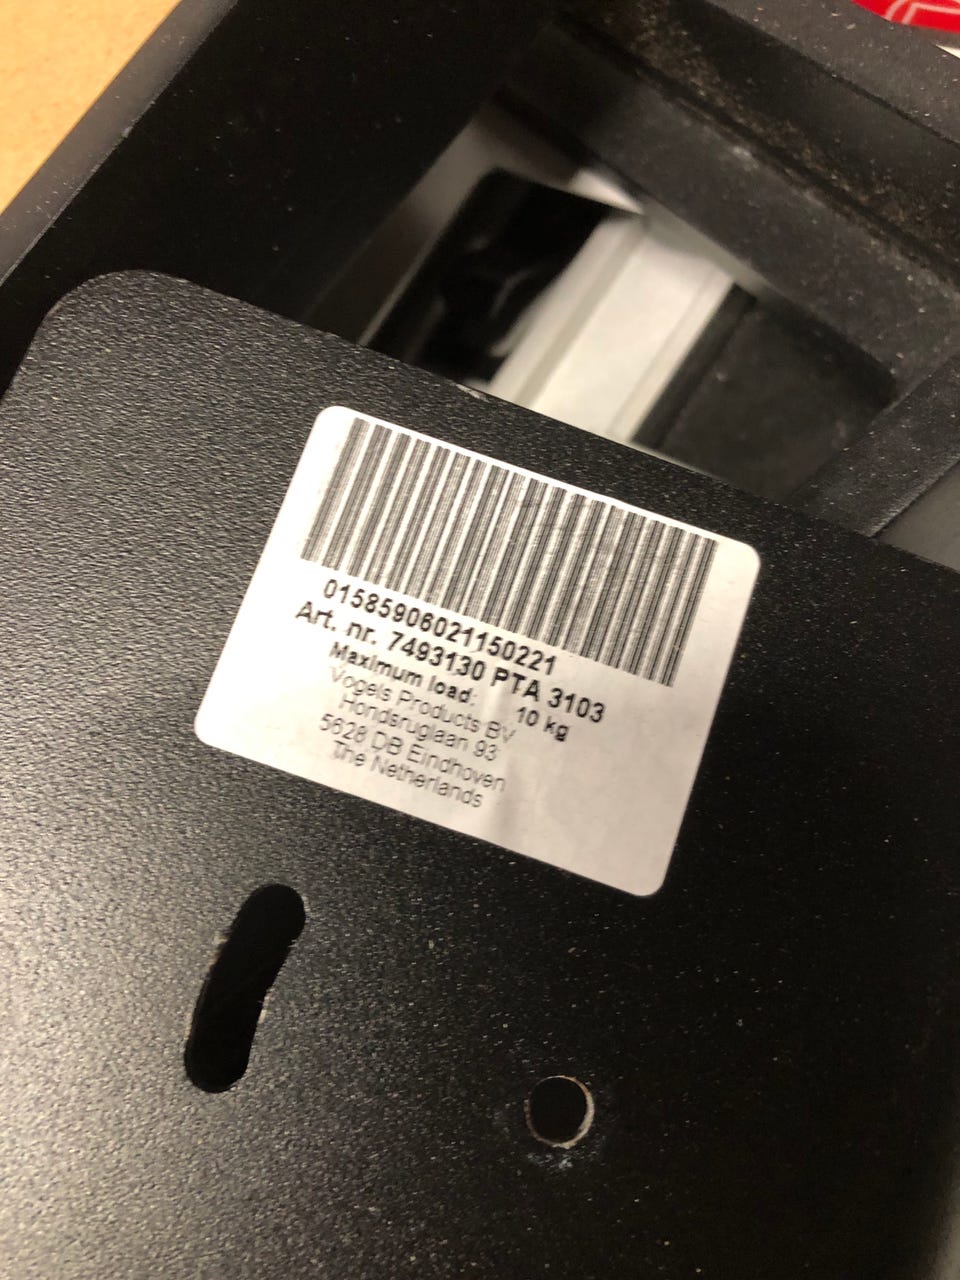 01585906021150221
Art. nr. 7493130 PTA 3103
Maximum load: 10 kg
Vogels Products BV
Hondsruglaan 93
5628 DB Eindhoven
The Netherlands